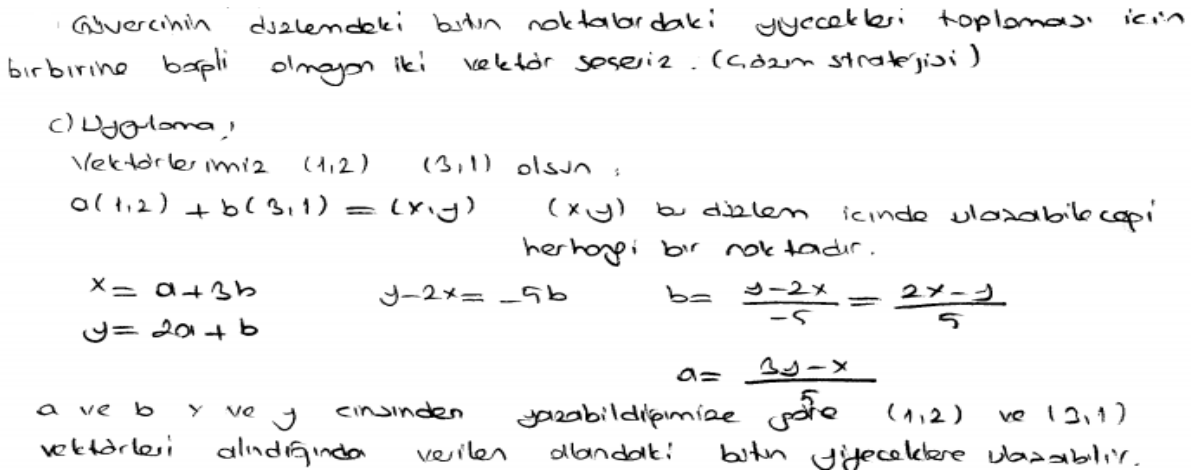 Güvercinin düzlemdeki bütün noktalardaki yiyecekleri toplaması için
birbirine bağlı olmayan iki vektör seçeriz. (Çözüm stratejisi)
c) Uygulama;
Vektörlerimiz (1,2) (3,1) olsun;
a(1,2) + b(3,1) = (x,y) (x,y) bu düzlem içinde ulaşabileceği
herhangi bir noktadır.
x = a+3b y-2x = -5b b = \frac{y-2x}{-5} = \frac{2x-y}{5}
y = 2a+b
a = \frac{3y-x}{5}
a ve b x ve y cinsinden yazabildiğimize göre (1,2) ve (3,1)
vektörleri alındığında verilen alandaki bütün yiyeceklere ulaşabilir.